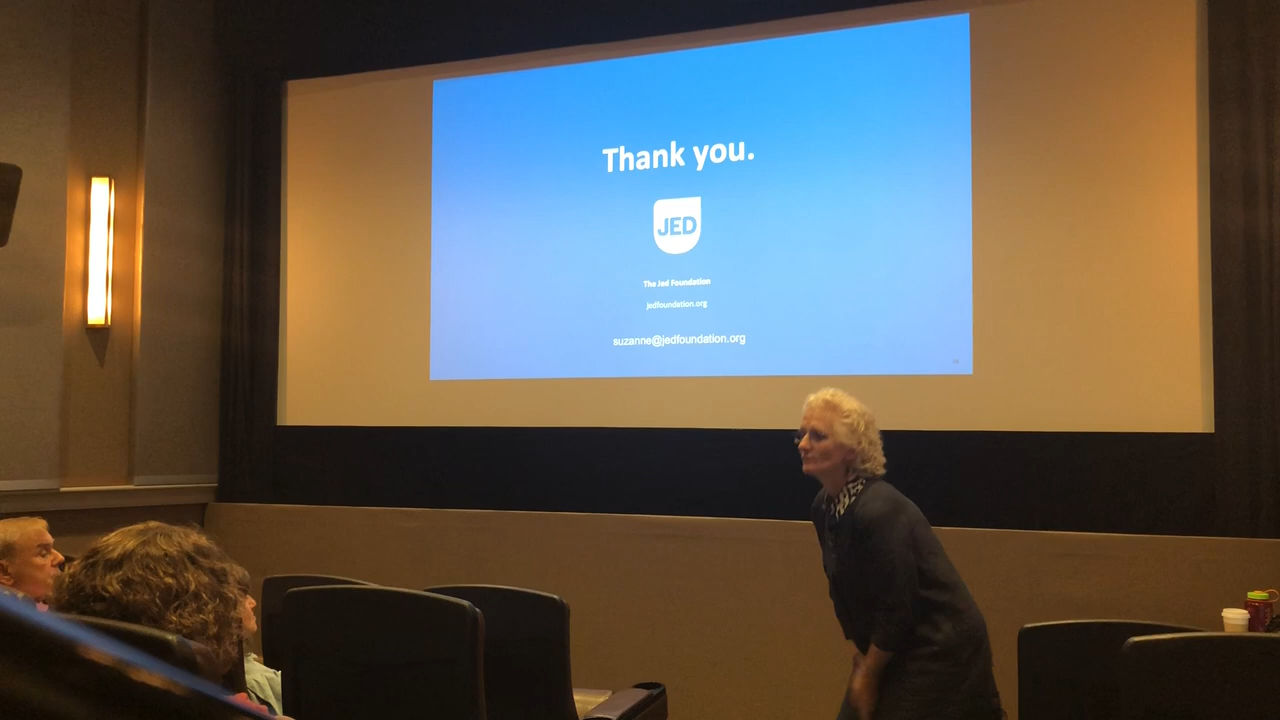 Thank you.
JED
The Jed Foundation
jedfoundation.org
suzanne@jedfoundation.org